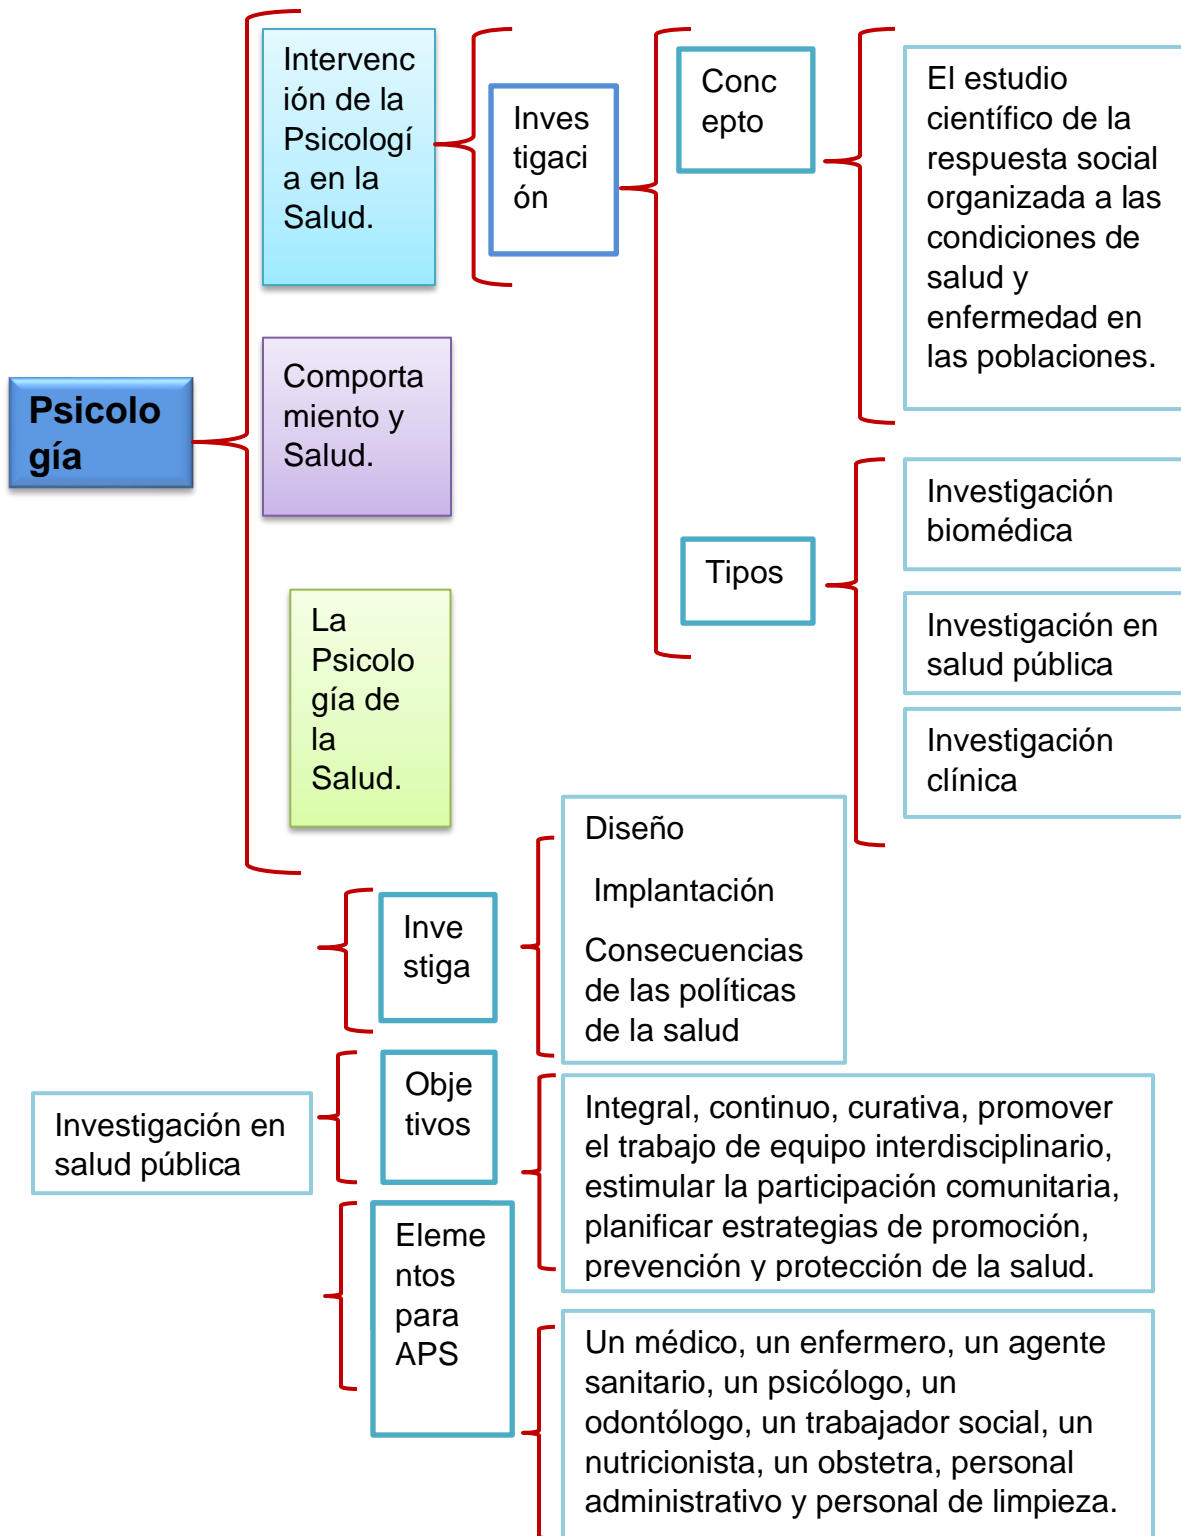 Psicolo
gía
Intervenc
ión de la
Psicologí
a en la
Salud.
Comporta
miento y
Salud.
La
Psicolo
gía de
la
Salud.
Inves
tigaci
ón
Conc
epto
El estudio
científico de la
respuesta social
organizada a las
condiciones de
salud y
enfermedad en
las poblaciones.
Tipos
Investigación
biomédica
Investigación en
salud pública
Investigación
clínica
Investigación en
salud pública
Inve
stiga
Diseño
Implantación
Consecuencias
de las políticas
de la salud
Obje
tivos
Integral, continuo, curativa, promover
el trabajo de equipo interdisciplinario,
estimular la participación comunitaria,
planificar estrategias de promoción,
prevención y protección de la salud.
Eleme
ntos
para
APS
Un médico, un enfermero, un agente
sanitario, un psicólogo, un
odontólogo, un trabajador social, un
nutricionista, un obstetra, personal
administrativo y personal de limpieza.